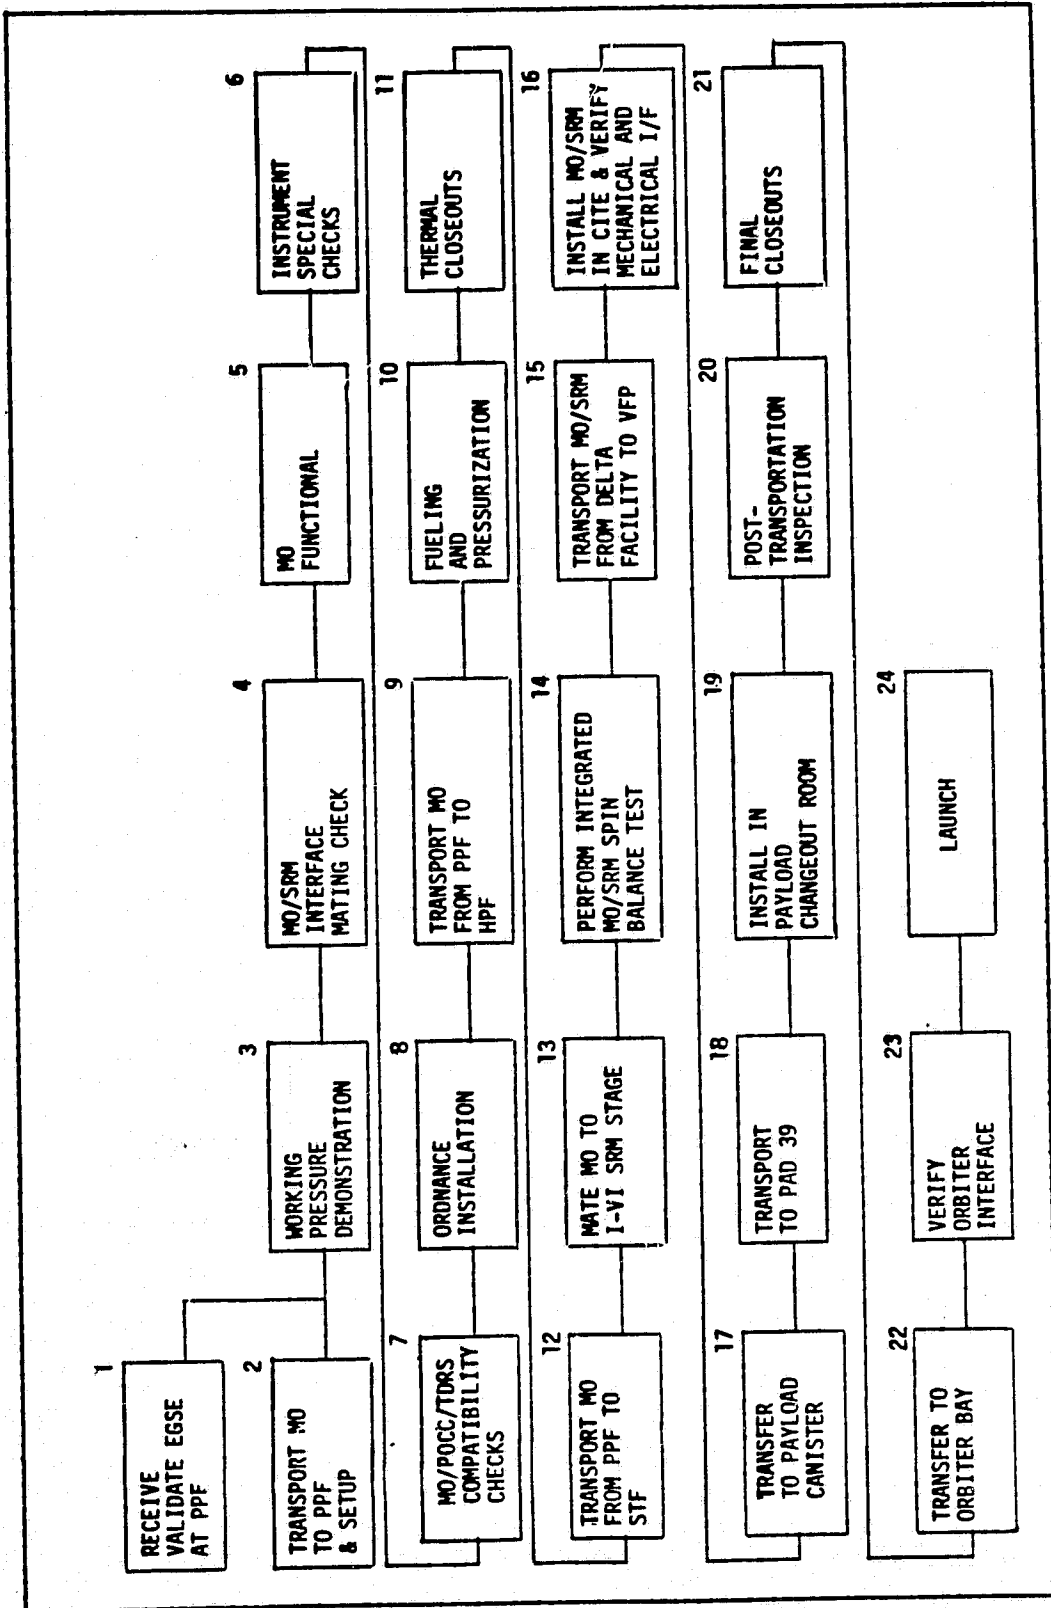 1
RECEIVE
VALIDATE EGSE
AT PPF
2
TRANSPORT MO
TO PPF
& SETUP
3
WORKING
PRESSURE
DEMONSTRATION
4
MO/SRM
INTERFACE
MATING CHECK
5
MO
FUNCTIONAL
6
INSTRUMENT
SPECIAL
CHECKS
7
MO/POCC/TDRS
COMPATIBILITY
CHECKS
8
ORDNANCE
INSTALLATION
9
TRANSPORT MO
FROM PPF TO
HPF
10
FUELING
AND
PRESSURIZATION
11
THERMAL
CLOSEOUTS
12
TRANSPORT MO
FROM PPF TO
STF
13
MATE MO TO
I-VI SRM STAGE
14
PERFORM INTEGRATED
MO/SRM SPIN
BALANCE TEST
15
TRANSPORT MO/SRM
FROM DELTA
FACILITY TO VFP
16
INSTALL MO/SRM
IN CITE & VERIFY
MECHANICAL AND
ELECTRICAL I/F
17
TRANSFER
TO PAYLOAD
CANISTER
18
TRANSPORT
TO PAD 39
19
INSTALL IN
PAYLOAD
CHANGEOUT ROOM
20
POST-
TRANSPORTATION
INSPECTION
21
FINAL
CLOSEOUTS
22
TRANSFER TO
ORBITER BAY
23
VERIFY
ORBITER
INTERFACE
24
LAUNCH